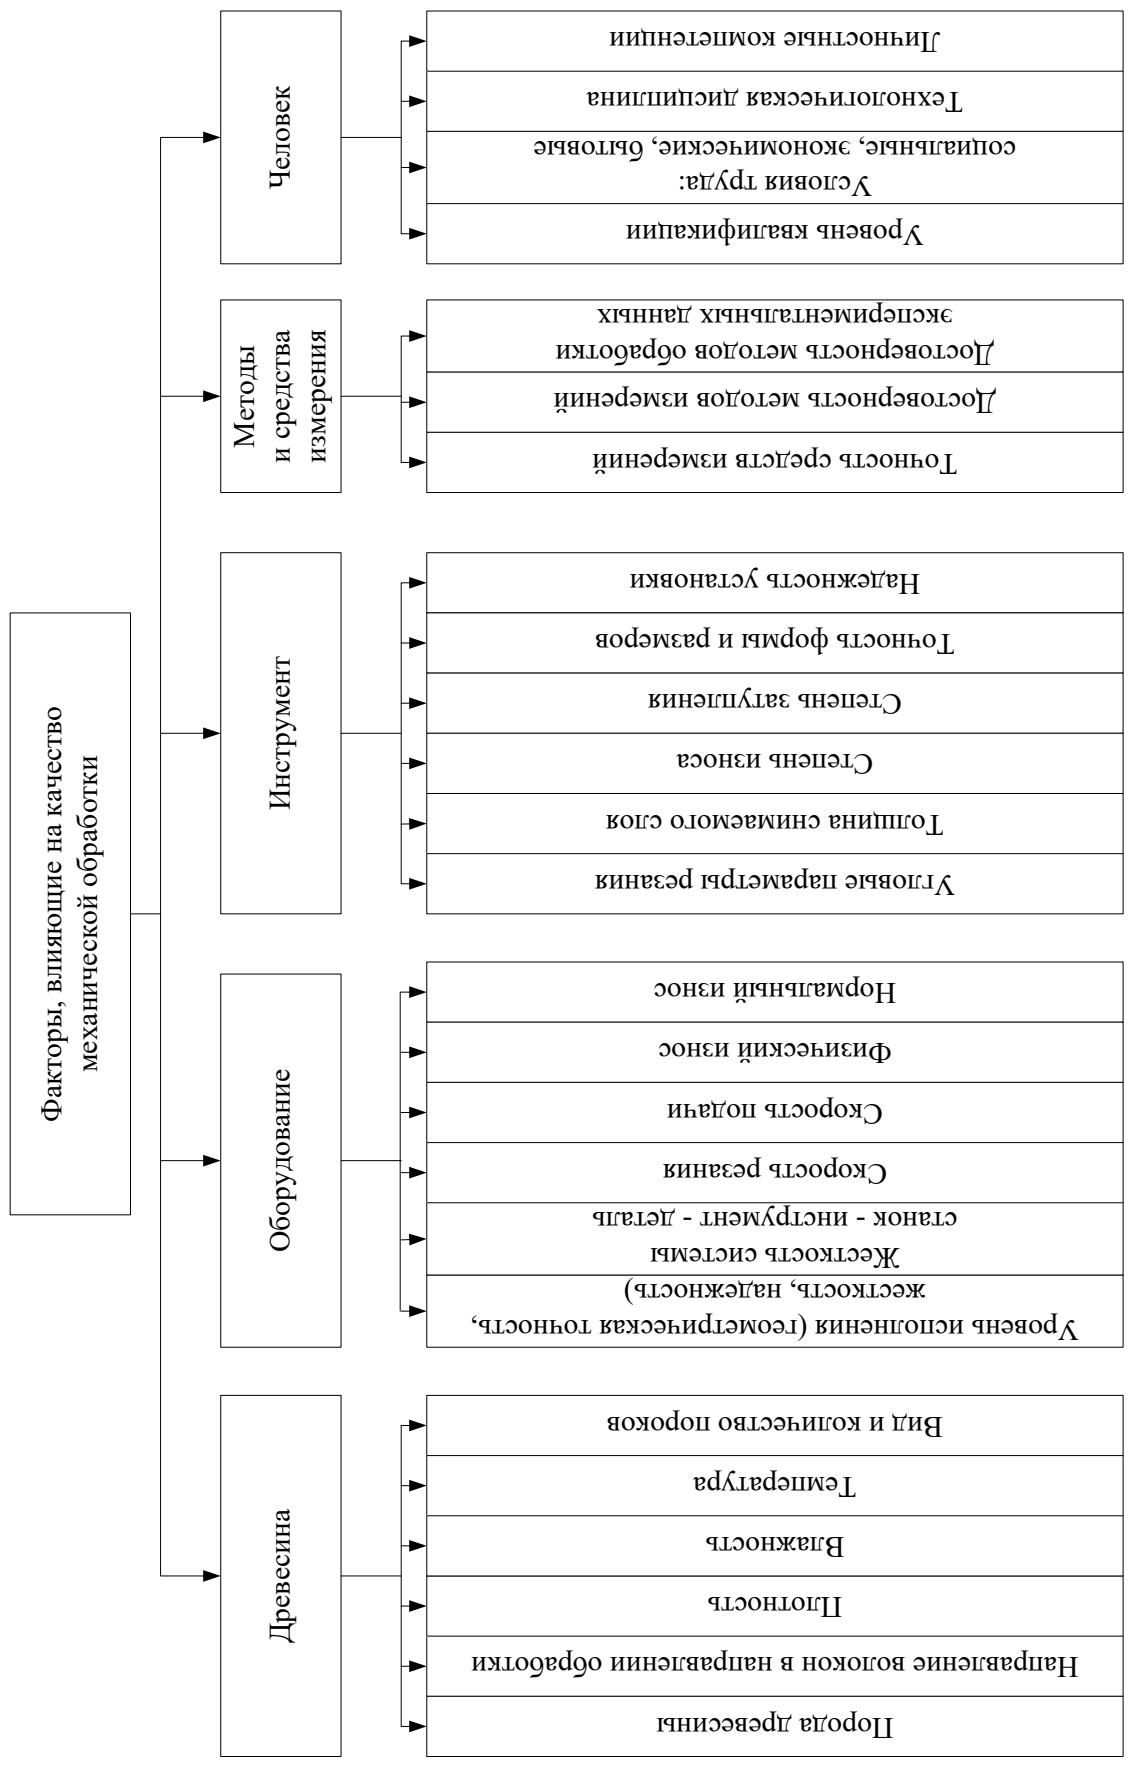 Факторы, влияющие на качество
механической обработки
Древесина
Порода древесины
Направление волокон в направлении обработки
Плотность
Влажность
Температура
Вид и количество пороков
Оборудование
Уровень исполнения (геометрическая точность,
жесткость, надежность)
Жесткость системы
станок - инструмент - деталь
Скорость резания
Скорость подачи
Физический износ
Нормальный износ
Инструмент
Угловые параметры резания
Толщина снимаемого слоя
Степень износа
Степень затупления
Точность формы и размеров
Надежность установки
Методы
и средства
измерения
Точность средств измерений
Достоверность методов измерений
Достоверность методов обработки
экспериментальных данных
Человек
Уровень квалификации
Условия труда:
социальные, экономические, бытовые
Технологическая дисциплина
Личностные компетенции